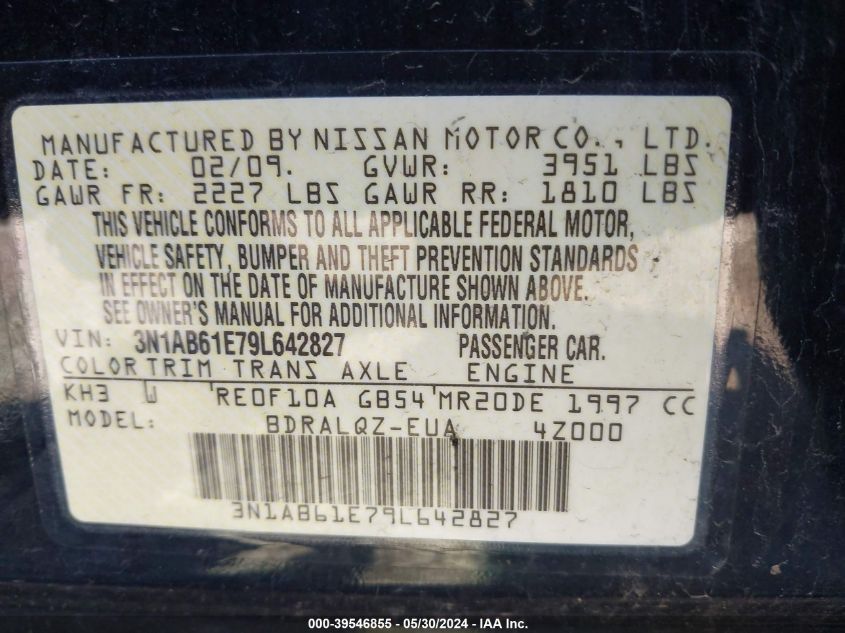 MANUFACTURED BY NISSAN MOTOR CO., LTD.
DATE: 02/09. GVWR: 3951 LBS
GAWR FR: 2227 LBS GAWR RR: 1810 LBS
THIS VEHICLE CONFORMS TO ALL APPLICABLE FEDERAL MOTOR,
VEHICLE SAFETY, BUMPER AND THEFT PREVENTION STANDARDS
IN EFFECT ON THE DATE OF MANUFACTURE SHOWN ABOVE.
SEE OWNER'S MANUAL FOR ADDITIONAL INFORMATION.
VIN: 3N1AB61E79L642827 PASSENGER CAR.
COLOR TRIM TRANS AXLE ENGINE
KH3 W RE0F10A GB54 MR20DE 1997 CC
MODEL: BDRALQZ-EUA 4Z000
3N1AB61E79L642827
000-39546855 - 05/30/2024 - IAA Inc.